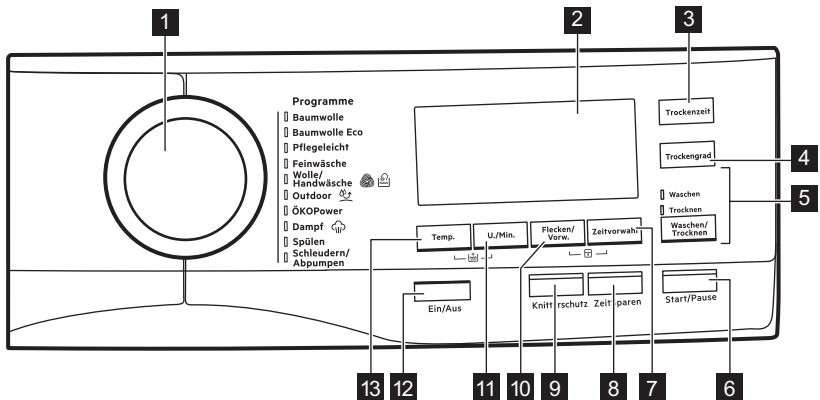 1
2
3
Programme
Baumwolle
Baumwolle Eco
Pflegeleicht
Feinwäsche
Wolle/
Handwäsche
Outdoor
ÖKOPower
Dampf
Spülen
Schleudern/
Abpumpen
Trockenzeit
Trockengrad
4
5
Waschen
Trocknen
Waschen/
Trocknen
Temp.
U./Min.
Flecken/
Vorw.
Zeitvorwahl
Ein/Aus
Knitterschutz
Zeit Sparen
Start/Pause
13
12
11
10
9
8
7
6